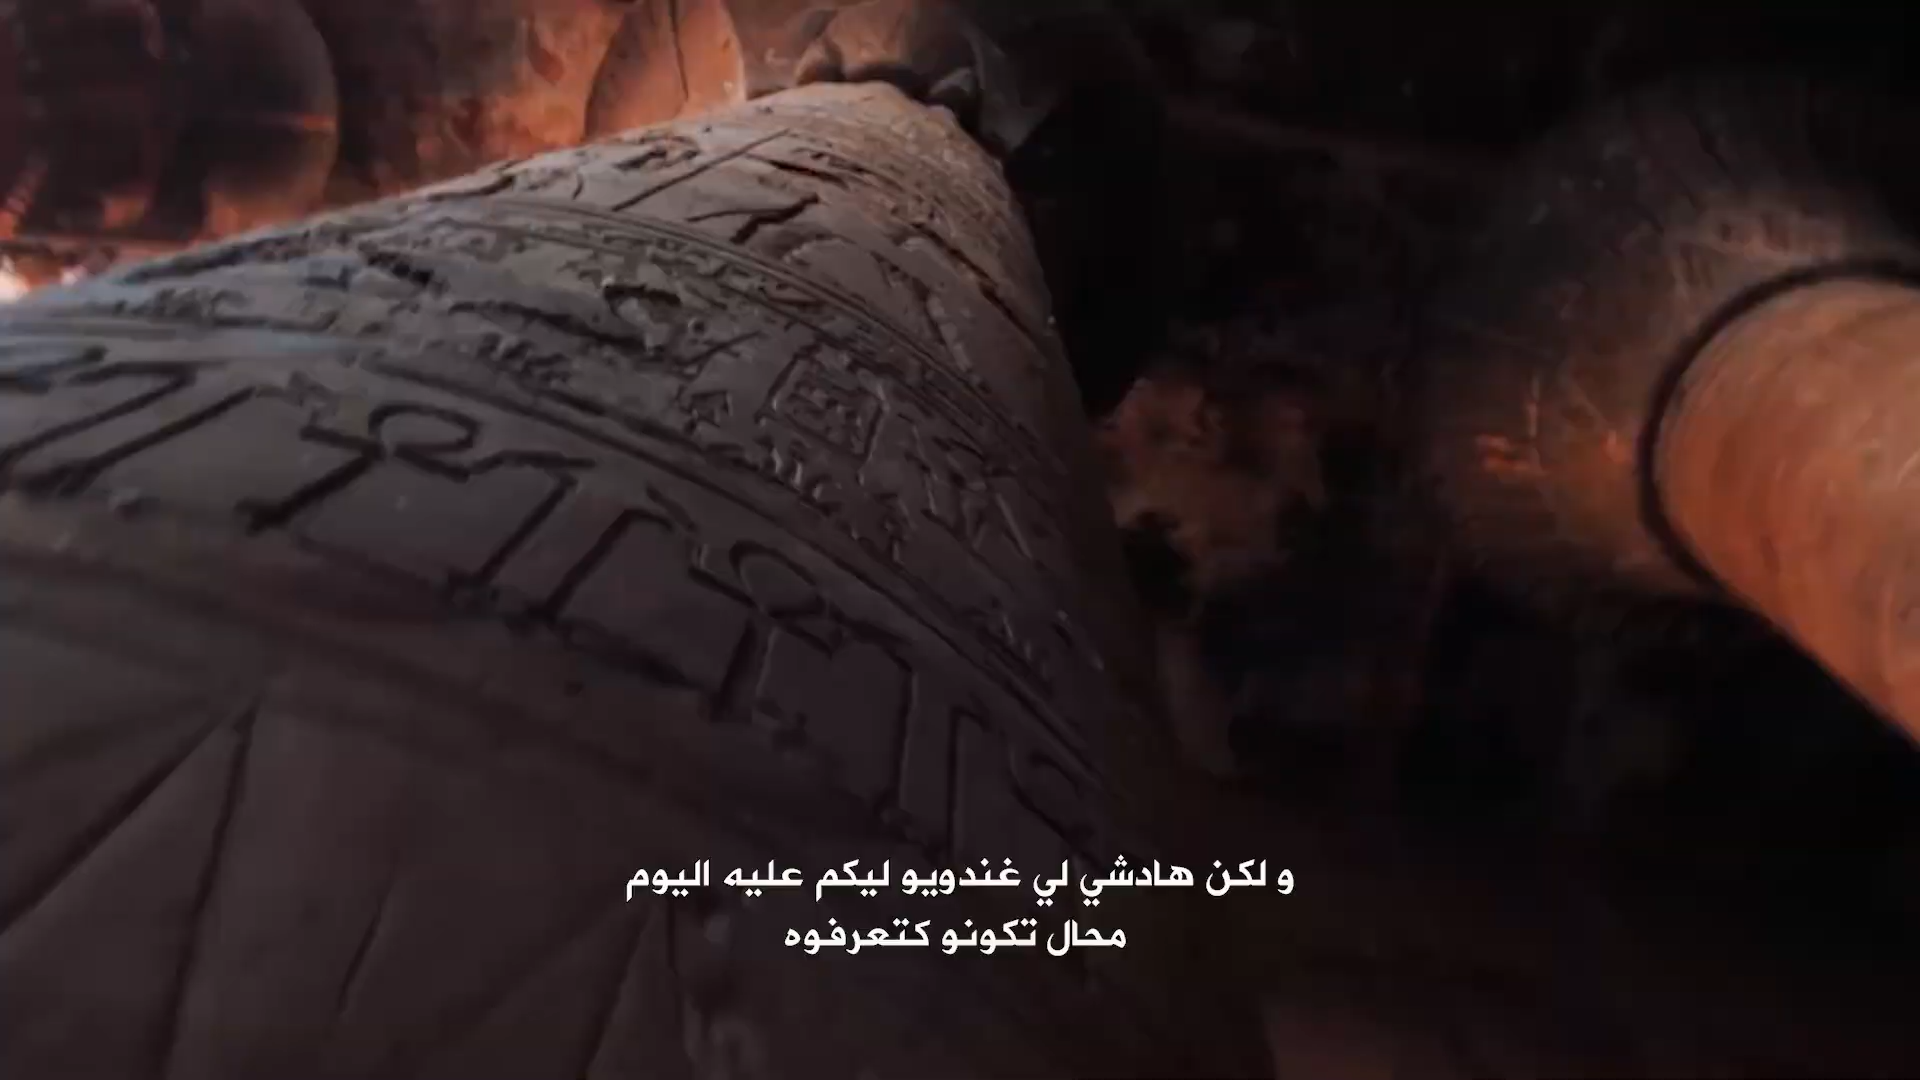 و لكن هادشي لي غندويو ليكم عليه اليوم
محال تكونو كتعرفوه